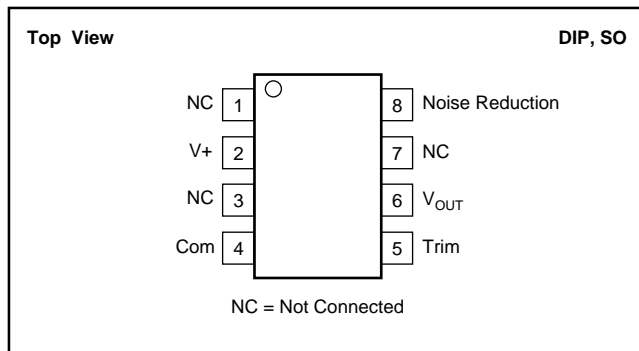 Top View
DIP, SO
NC 1
8 Noise Reduction
V+ 2
7 NC
NC 3
6 VOUT
Com 4
5 Trim
NC = Not Connected